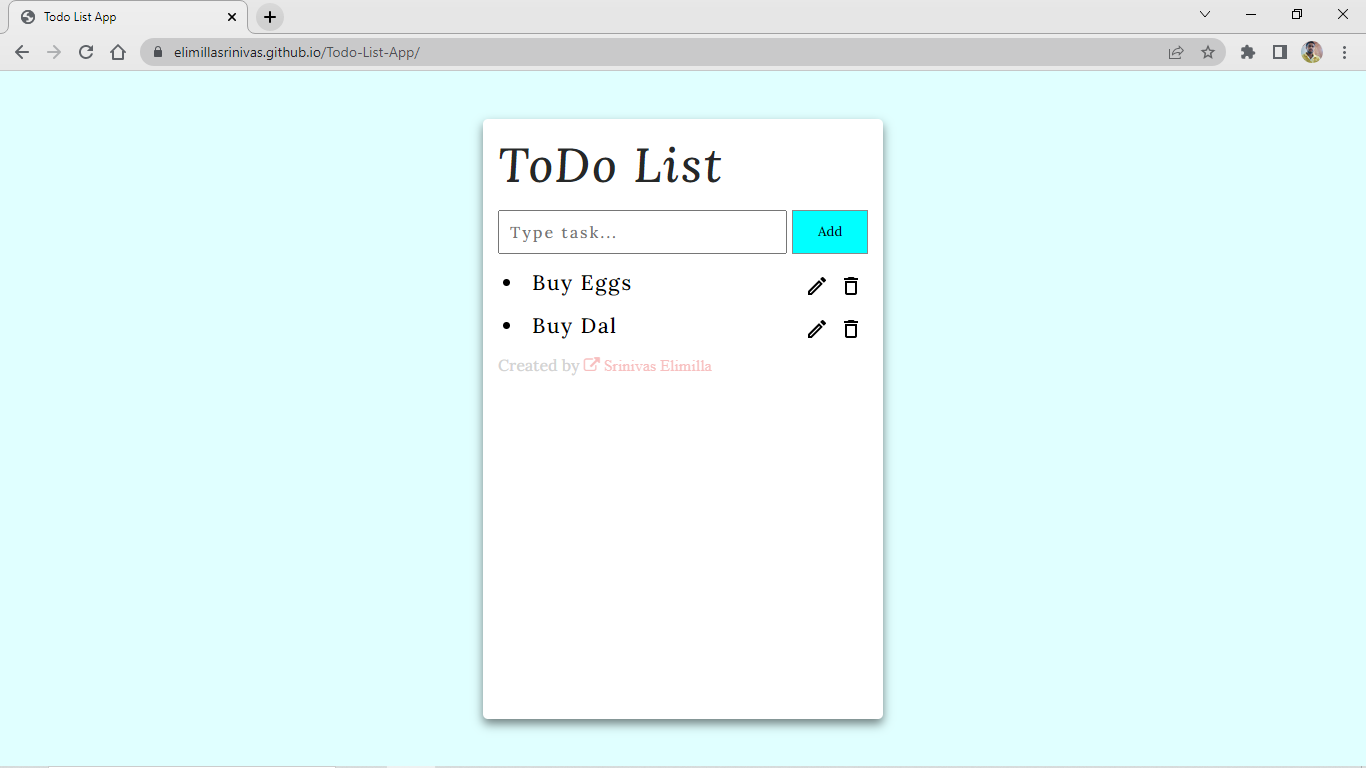 Todo List App
elimillasrinivas.github.io/Todo-List-App/
ToDo List
Type task...
Add
Buy Eggs
Buy Dal
Created by Srinivas Elimilla